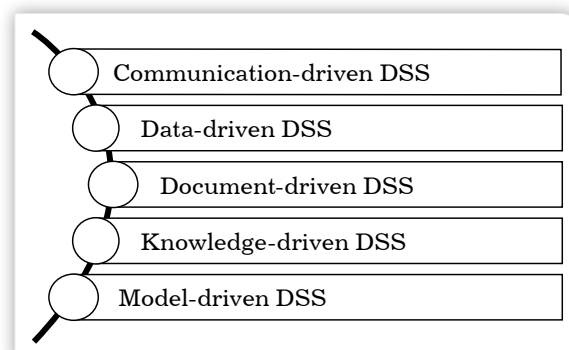 Communication-driven DSS
Data-driven DSS
Document-driven DSS
Knowledge-driven DSS
Model-driven DSS